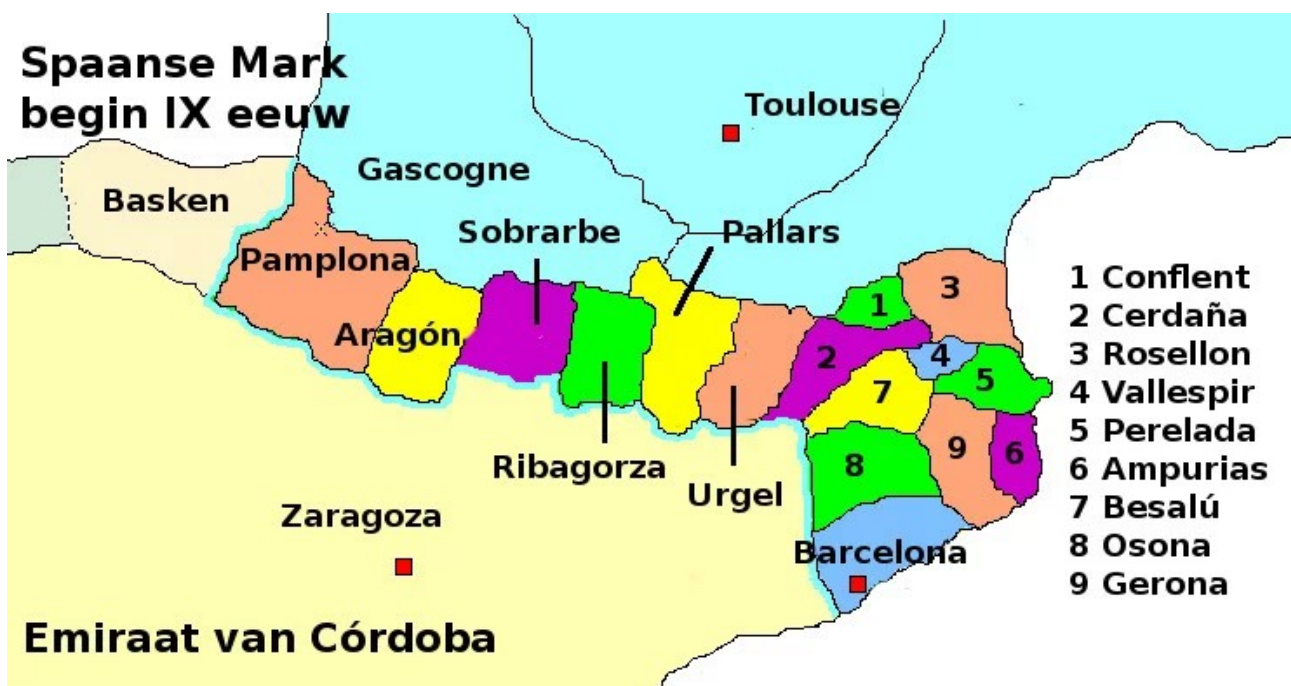 Spaanse Mark
begin IX eeuw
Toulouse
Gascogne
Basken
Sobrarbe
Pallars
Pamplona
Aragón
1
3
2
4
5
7
6
9
8
Ribagorza
Urgel
Zaragoza
Barcelona
Emiraat van Córdoba
1 Conflent
2 Cerdaña
3 Rosellon
4 Vallespir
5 Perelada
6 Ampurias
7 Besalú
8 Osona
9 Gerona